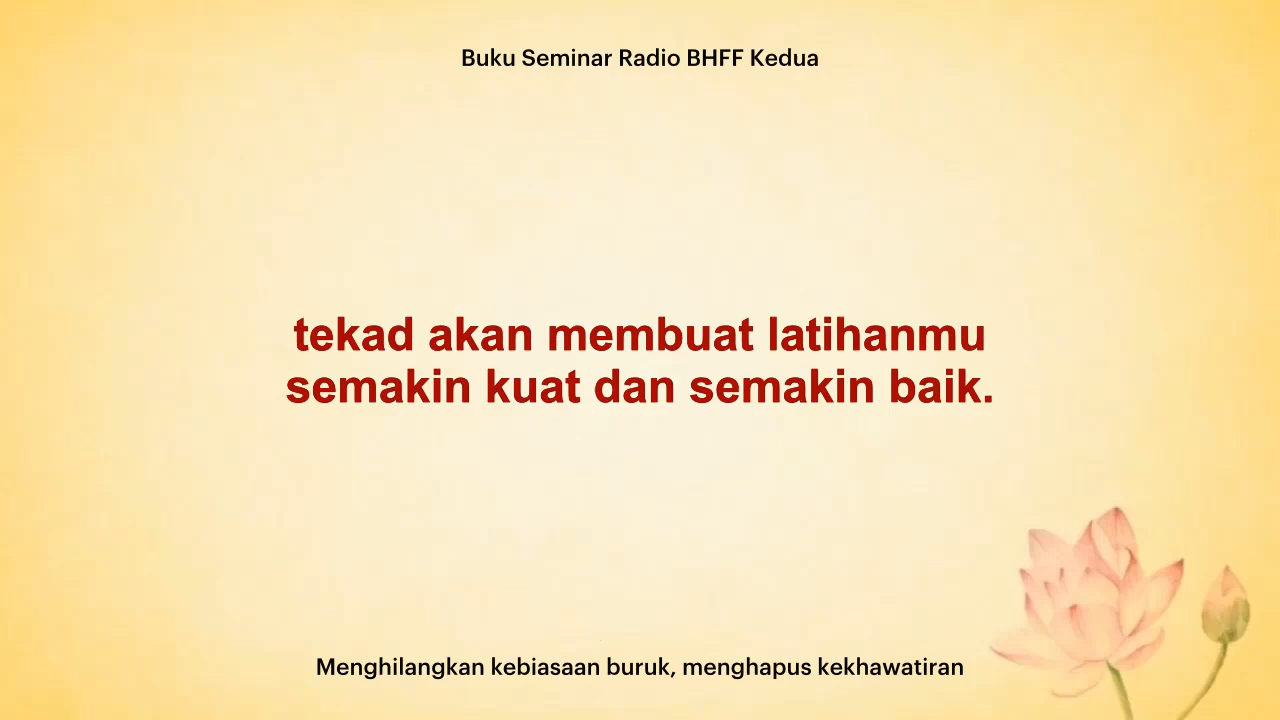 Buku Seminar Radio BHFF Kedua
tekad akan membuat latihanmu
semakin kuat dan semakin baik.
Menghilangkan kebiasaan buruk, menghapus kekhawatiran